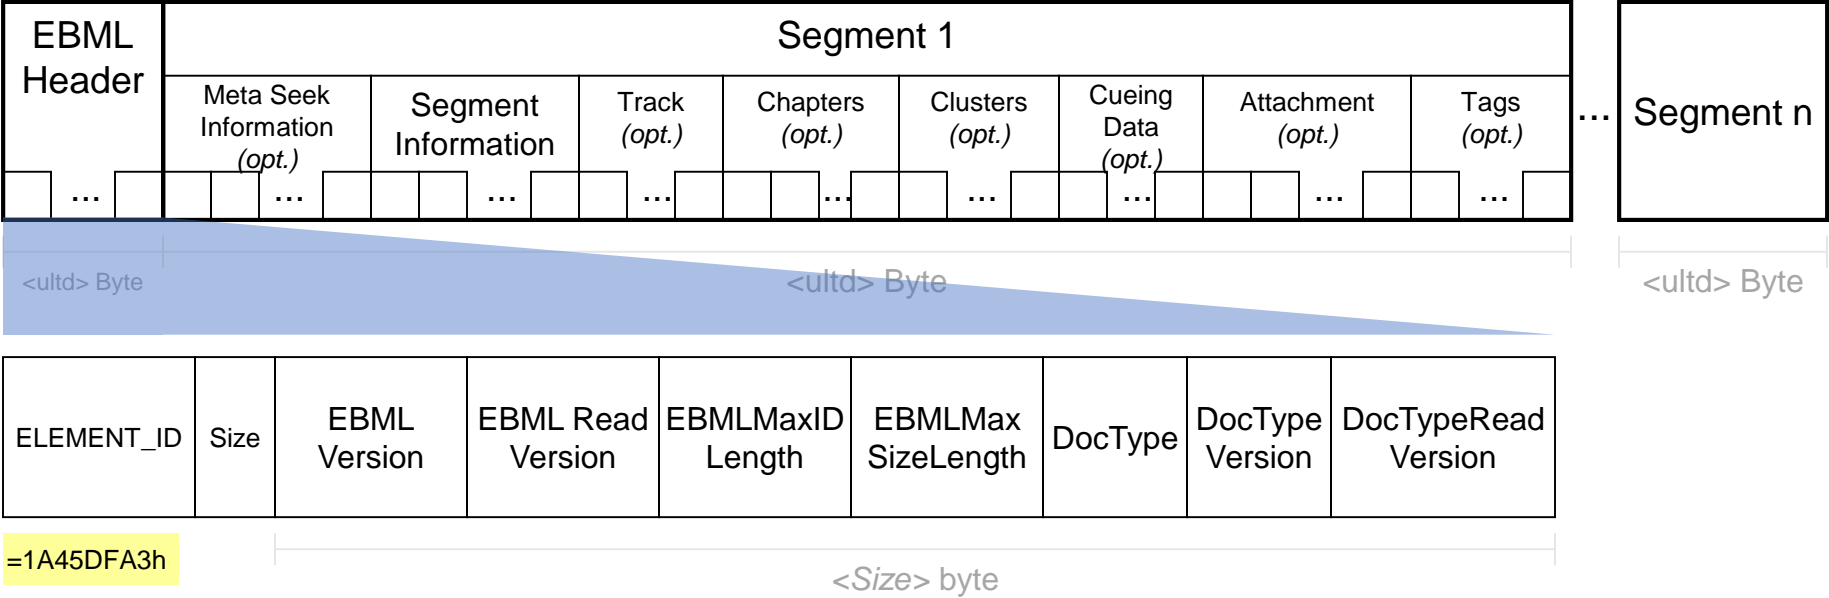 EBML
Header
Segment 1
Meta Seek
Information
(opt.)
Segment
Information
Track
(opt.)
Chapters
(opt.)
Clusters
(opt.)
Cueing
Data
(opt.)
Attachment
(opt.)
Tags
(opt.)
...
Segment n
...
...
...
...
...
...
...
...
...
<ultd> Byte
<ultd> Byte
<ultd> Byte
ELEMENT_ID
Size
EBML
Version
EBML Read
Version
EBMLMaxID
Length
EBMLMax
SizeLength
DocType
DocType
Version
DocTypeRead
Version
=1A45DFA3h
<Size> byte